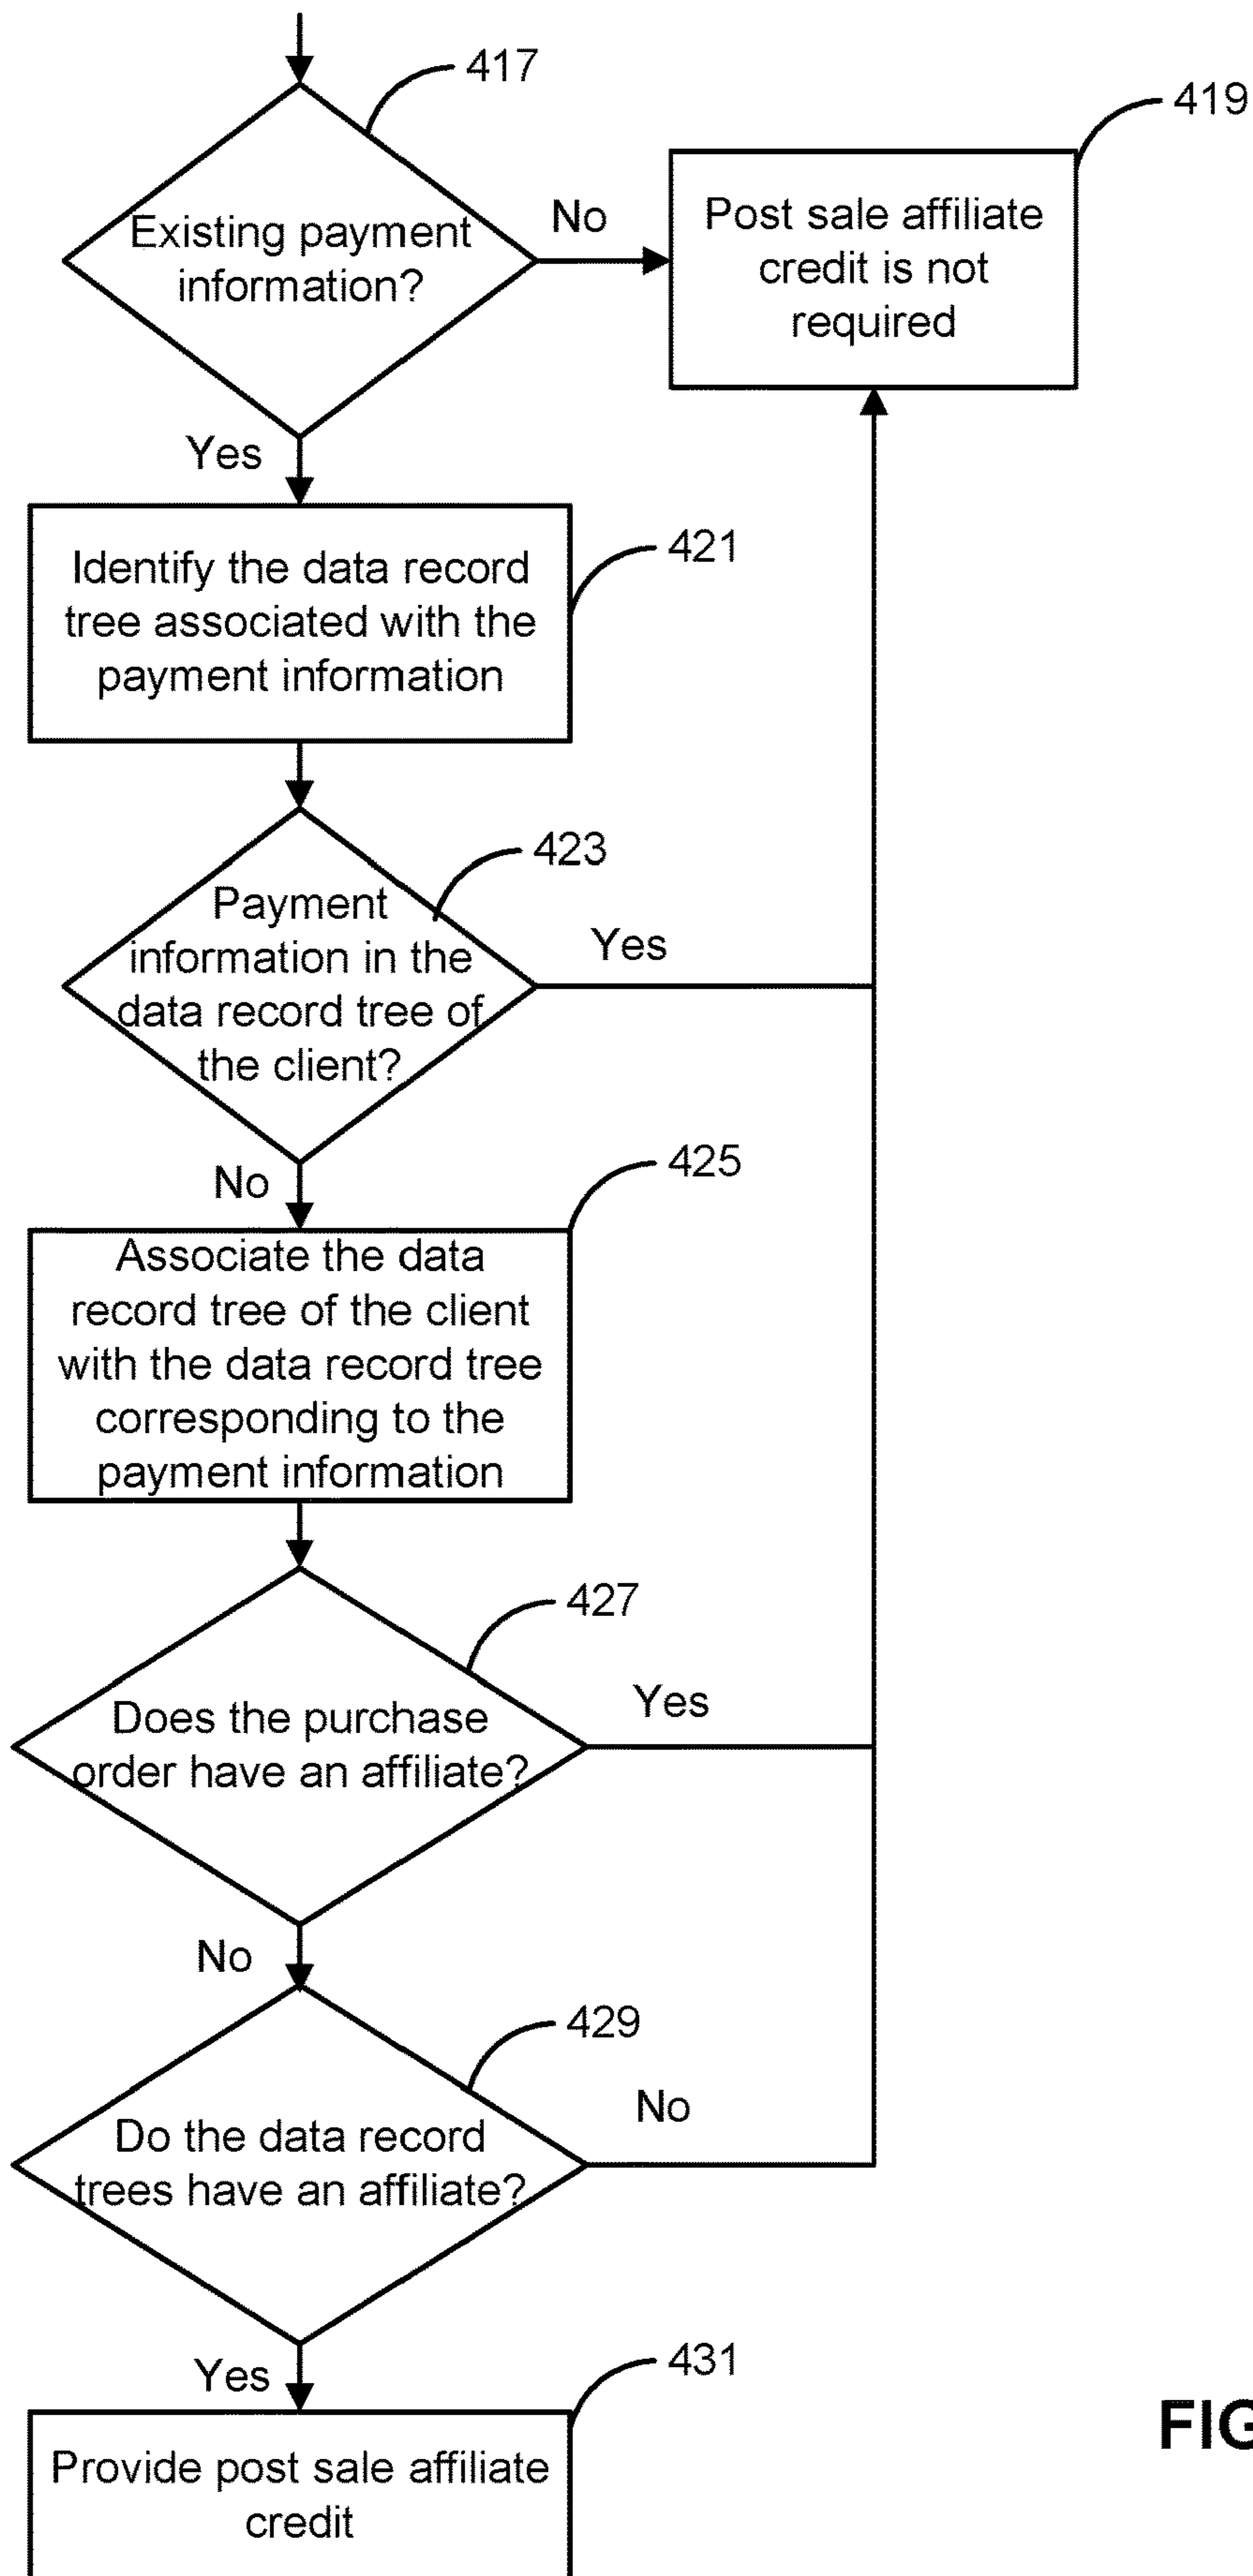 417
419
Existing payment
information?
No
Post sale affiliate
credit is not
required
Yes
Identify the data record
tree associated with the
payment information
421
423
Payment
information in the
data record tree of
the client?
Yes
No
425
Associate the data
record tree of the client
with the data record tree
corresponding to the
payment information
427
Does the purchase
order have an affiliate?
Yes
No
429
Do the data record
trees have an affiliate?
No
Yes
431
Provide post sale affiliate
credit
FIG